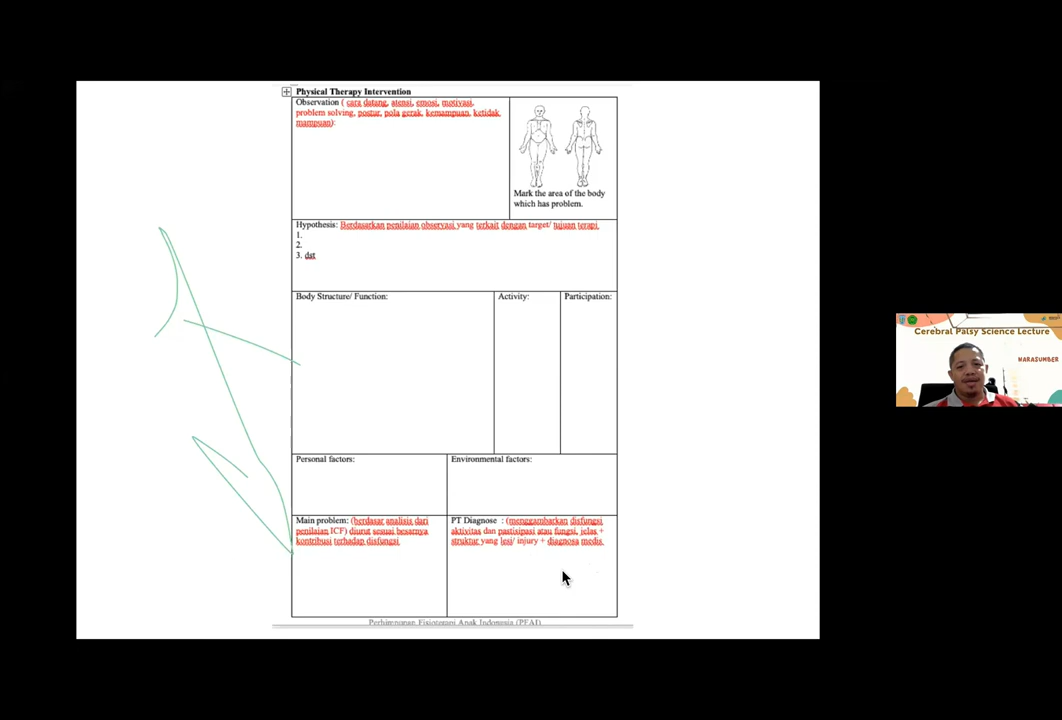 Physical Therapy Intervention
Observation ( cara datang, atensi, emosi, motivasi,
problem solving, postur, pola gerak, kemampuan, ketidak
mampuan):
Mark the area of the body
which has problem.
Hypothesis: Berdasarkan penilaian observasi yang terkait dengan target/ tujuan terapi
1.
2.
3. dst
Body Structure/ Function:
Activity:
Participation:
Personal factors:
Environmental factors:
Main problem: (berdasar analisis dari
penilaian ICF) diurut sesuai besarnya
kontribusi terhadap disfungsi
PT Diagnose : (menggambarkan disfungsi
aktivitas dan pastisipasi atau fungsi, jelas +
struktur yang lesi/ injury + diagnosa medis
Perhimpunan Fisioterapi Anak Indonesia (PFAI)
Cerebral Palsy Science Lecture
NARASUMBER